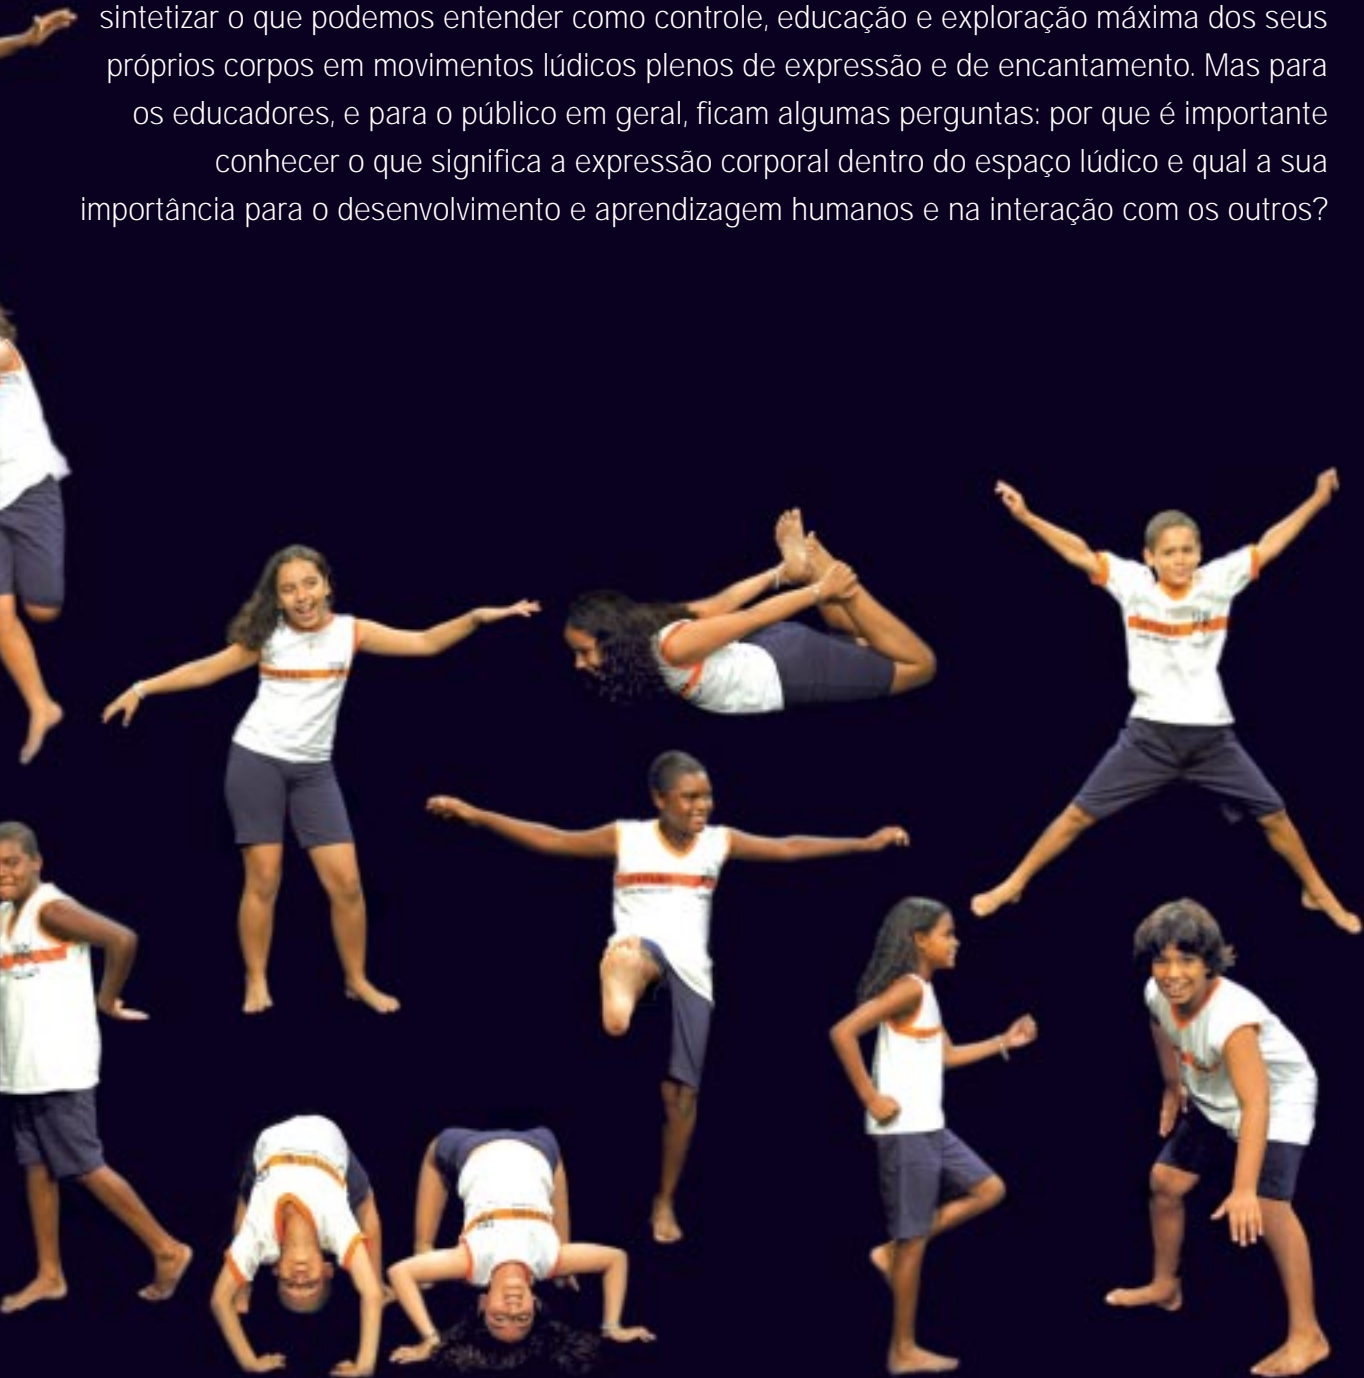 sintetizar o que podemos entender como controle, educação e exploração máxima dos seus
próprios corpos em movimentos lúdicos plenos de expressão e de encantamento. Mas para
os educadores, e para o público em geral, ficam algumas perguntas: por que é importante
conhecer o que significa a expressão corporal dentro do espaço lúdico e qual a sua
importância para o desenvolvimento e aprendizagem humanos e na interação com os outros?